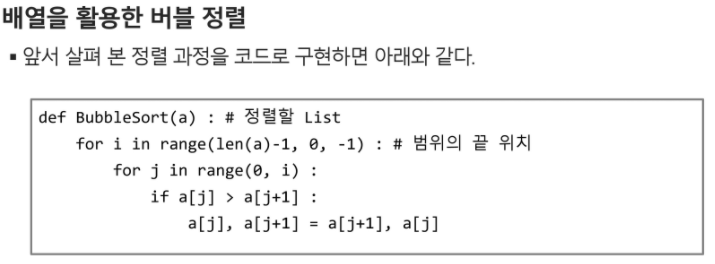 배열을 활용한 버블 정렬
▪ 앞서 살펴 본 정렬 과정을 코드로 구현하면 아래와 같다.
def BubbleSort(a) : # 정렬할 List
    for i in range(len(a)-1, 0, -1) : # 범위의 끝 위치
        for j in range(0, i) :
            if a[j] > a[j+1] :
                a[j], a[j+1] = a[j+1], a[j]